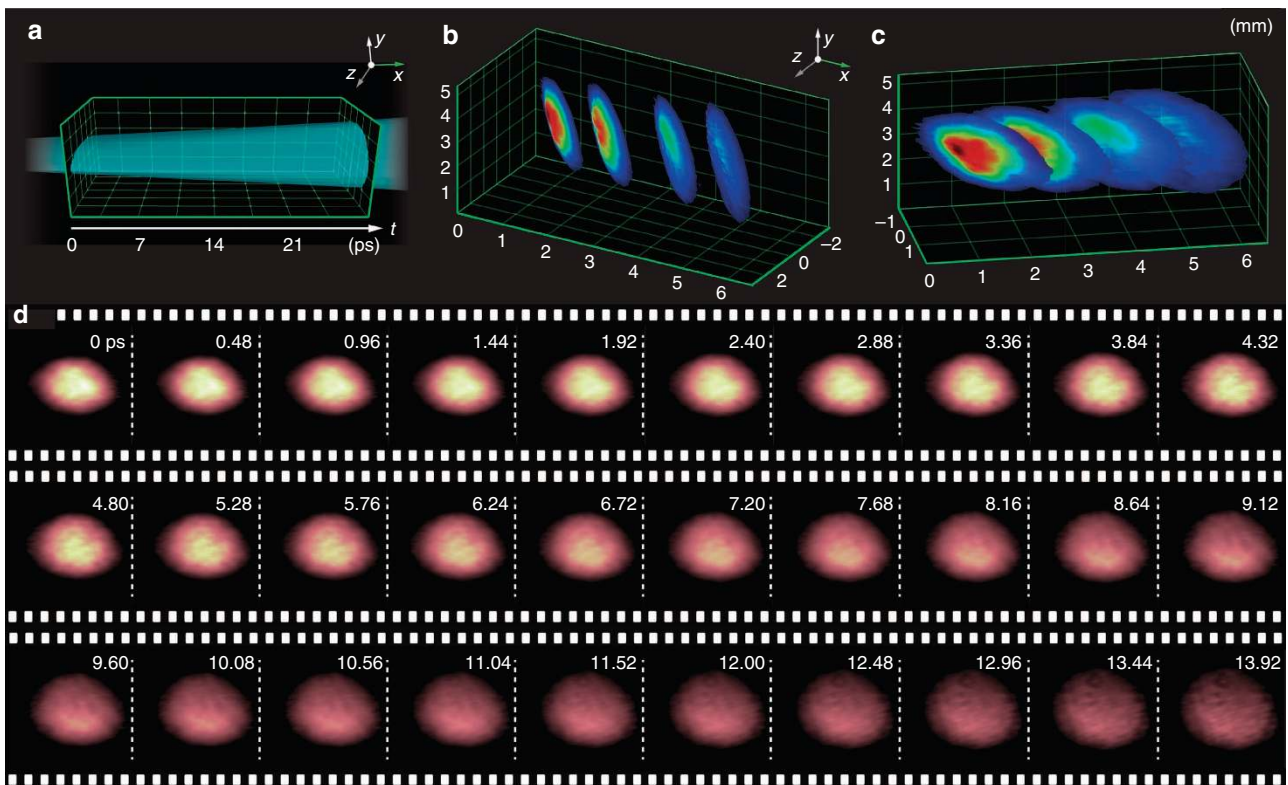 a
y
z
x
0 7 14 21 (ps) t
b
y
z
x
5
4
3
2
1
0 1 2 3 4 5 6
2 0 −2
c
(mm)
5
4
3
2
1
−1
0
1
0 1 2 3 4 5 6
d
0 ps 0.48 0.96 1.44 1.92 2.40 2.88 3.36 3.84 4.32
4.80 5.28 5.76 6.24 6.72 7.20 7.68 8.16 8.64 9.12
9.60 10.08 10.56 11.04 11.52 12.00 12.48 12.96 13.44 13.92